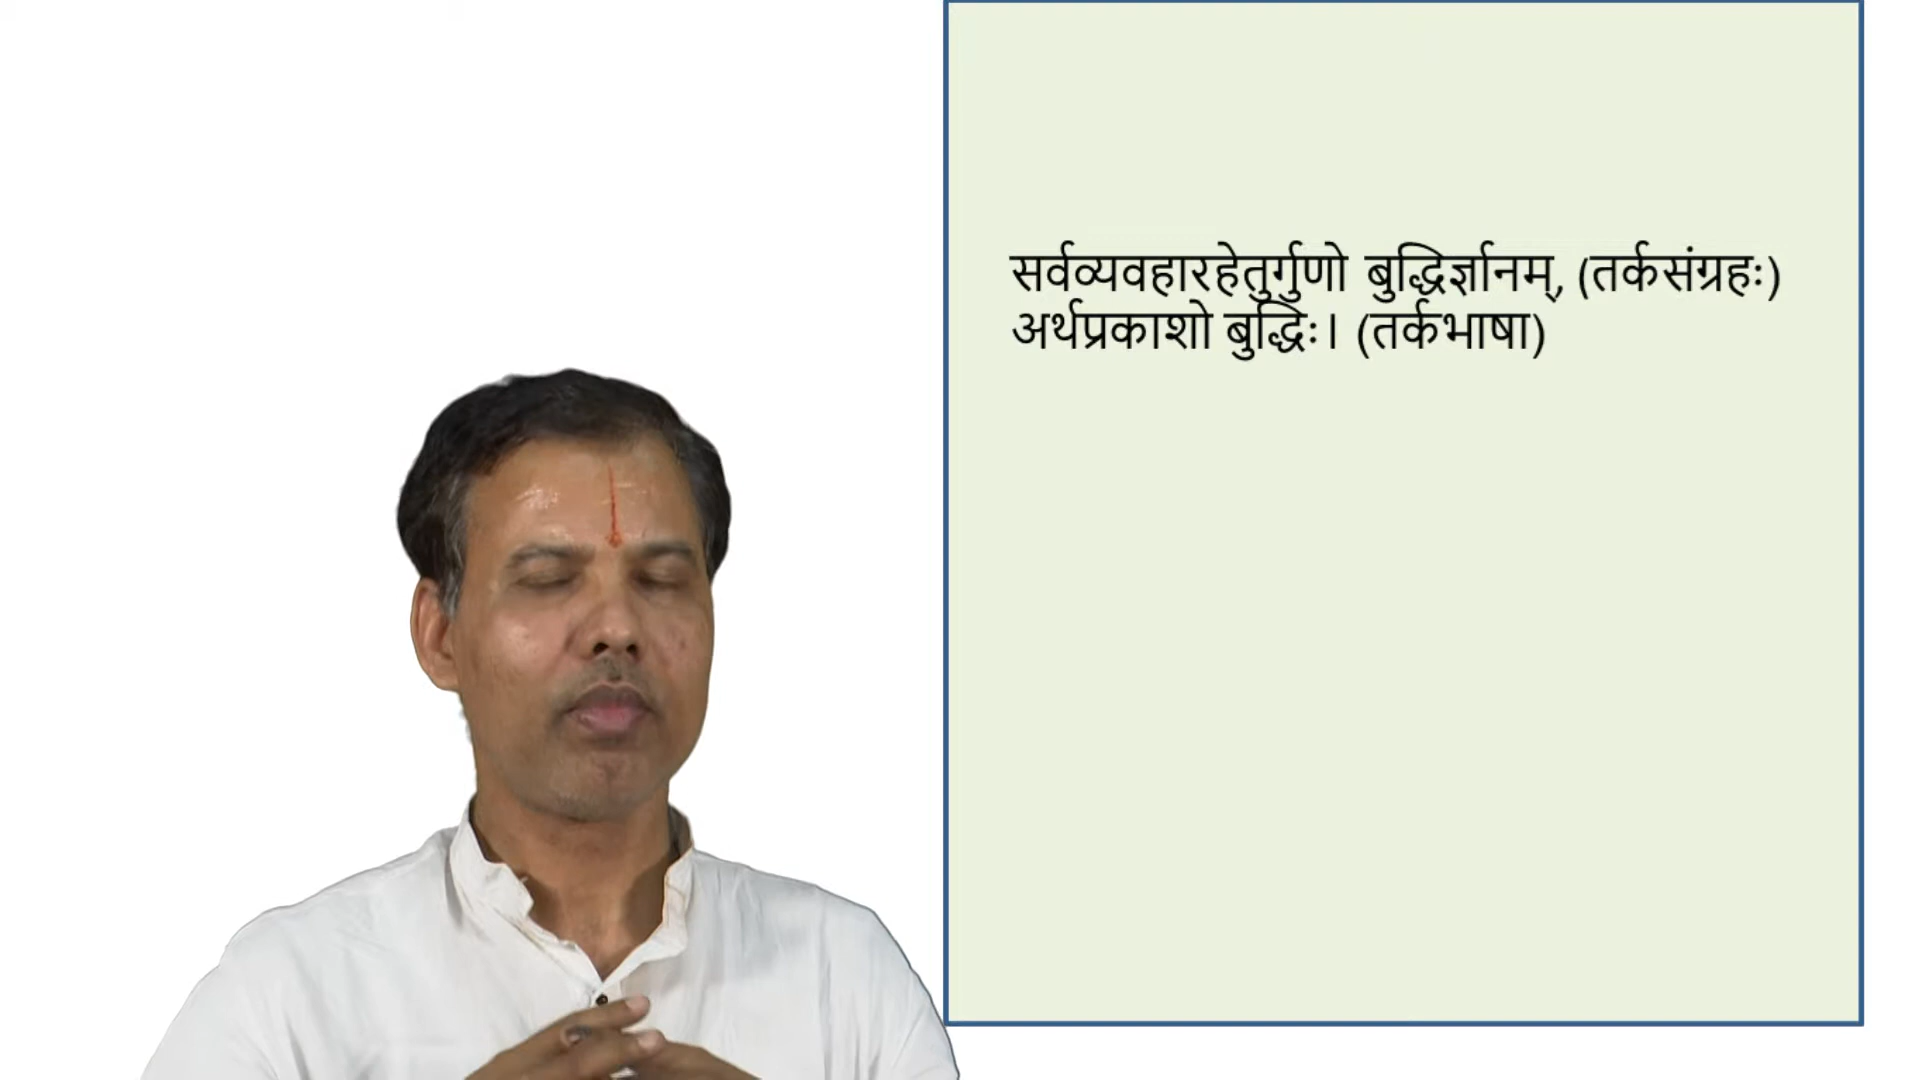 सर्वव्यवहारहेतुर्गुणो बुद्धिर्ज्ञानम्, (तर्कसंग्रहः)
अर्थप्रकाशो बुद्धिः। (तर्कभाषा)